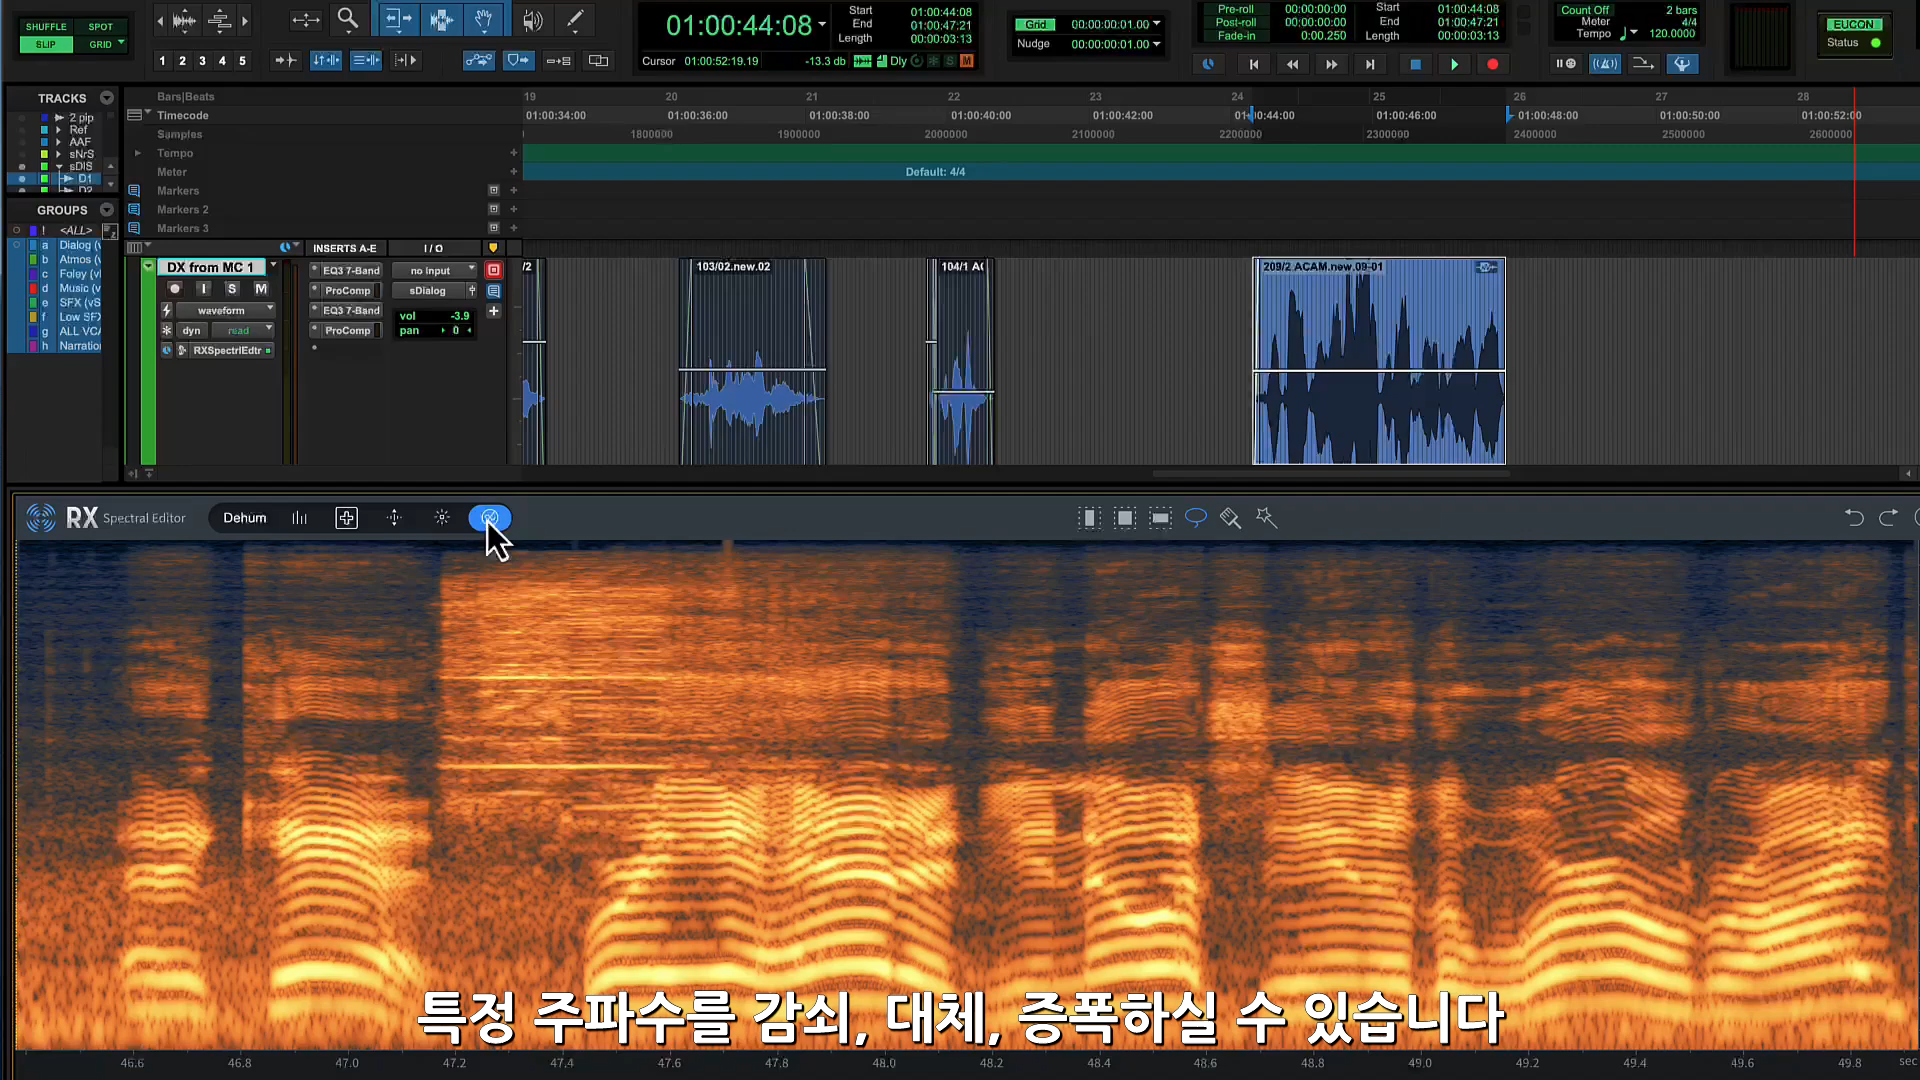 SHUFFLE SPOT
SLIP GRID
1 2 3 4 5
01:00:44:08
Start 01:00:44:08
End 01:00:47:21
Length 00:00:03:13
Cursor 01:00:52:19.19 -13.3 db Dly S M
Grid 00:00:00:01.00
Nudge 00:00:00:01.00
Pre-roll 00:00:00:00
Post-roll 00:00:00:00
Fade-in 0:00.250
Start 01:00:44:08
End 01:00:47:21
Length 00:00:03:13
Count Off 2 bars
Meter 4/4
Tempo 120.0000
EUCON
Status
TRACKS
2 pip
Ref
AAF
sNrS
sDIS
D1
D2
GROUPS
! <ALL>
a Dialog (v
b Atmos (
c Foley (v
d Music (
e SFX (vS
f Low SFX
g ALL VCA
h Narration
Bars|Beats 19 20 21 22 23 24 25 26 27 28
Timecode 01:00:34:00 01:00:36:00 01:00:38:00 01:00:40:00 01:00:42:00 01:00:44:00 01:00:46:00 01:00:48:00 01:00:50:00 01:00:52:00
Samples 1800000 1900000 2000000 2100000 2200000 2300000 2400000 2500000 2600000
Tempo
Meter Default: 4/4
Markers
Markers 2
Markers 3
INSERTS A-E I / O
DX from MC 1
I S M
waveform
dyn read
RXSpectrlEdtr
EQ3 7-Band
ProComp
EQ3 7-Band
ProComp
no input
sDialog
vol -3.9
pan 0
/2
103/02.new.02
104/1 AC
209/2 ACAM.new.09-01
RX Spectral Editor Dehum
특정 주파수를 감쇠, 대체, 증폭하실 수 있습니다
46.6 46.8 47.0 47.2 47.4 47.6 47.8 48.0 48.2 48.4 48.6 48.8 49.0 49.2 49.4 49.6 49.8 sec